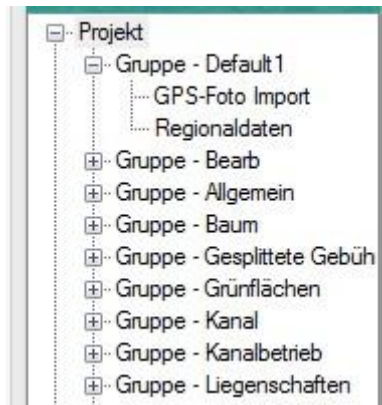 Projekt
Gruppe - Default1
GPS-Foto Import
Regionaldaten
Gruppe - Bearb
Gruppe - Allgemein
Gruppe - Baum
Gruppe - Gesplittete Gebüh
Gruppe - Grünflächen
Gruppe - Kanal
Gruppe - Kanalbetrieb
Gruppe - Liegenschaften